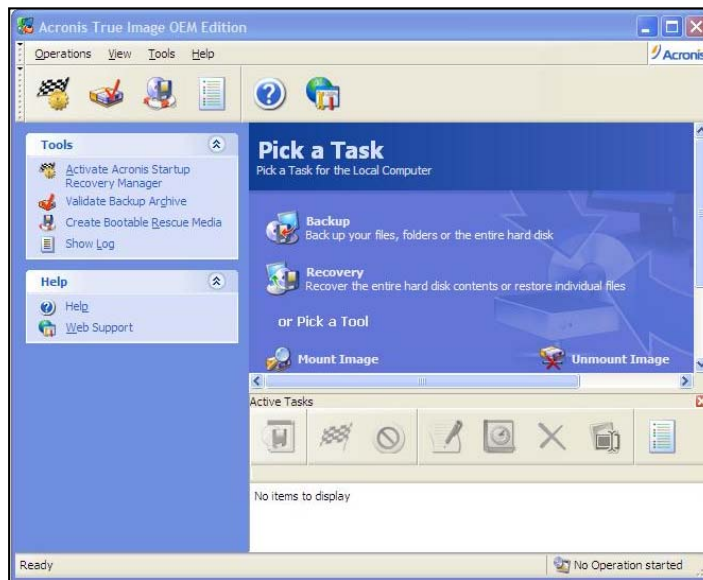 Acronis True Image OEM Edition
Operations View Tools Help
Acronis
Tools
Activate Acronis Startup
Recovery Manager
Validate Backup Archive
Create Bootable Rescue Media
Show Log
Help
Help
Web Support
Pick a Task
Pick a Task for the Local Computer
Backup
Back up your files, folders or the entire hard disk
Recovery
Recover the entire hard disk contents or restore individual files
or Pick a Tool
Mount Image
Unmount Image
Active Tasks
No items to display
Ready
No Operation started